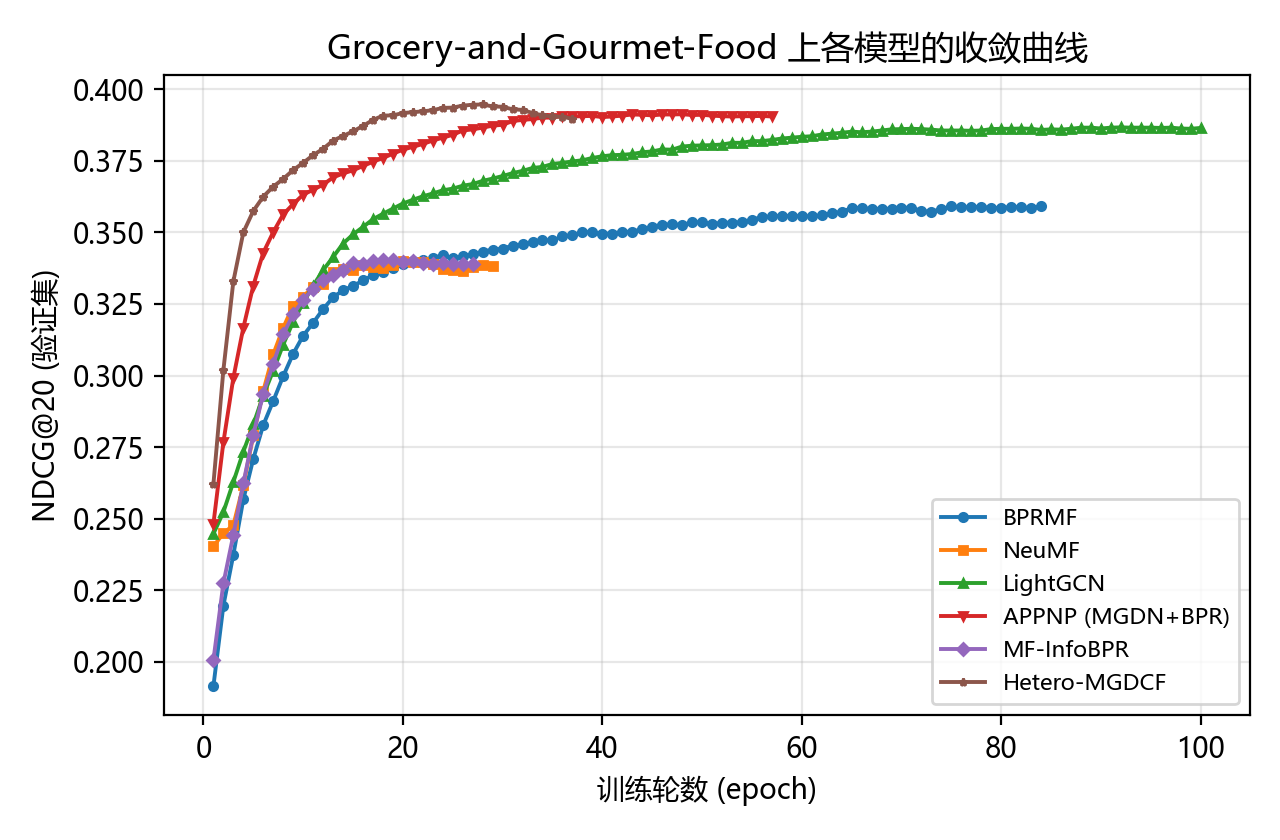 Grocery-and-Gourmet-Food 上各模型的收敛曲线
0.400
0.375
0.350
0.325
0.300
0.275
0.250
0.225
0.200
NDCG@20 (验证集)
BPRMF
NeuMF
LightGCN
APPNP (MGDN+BPR)
MF-InfoBPR
Hetero-MGDCF
0 20 40 60 80 100
训练轮数 (epoch)